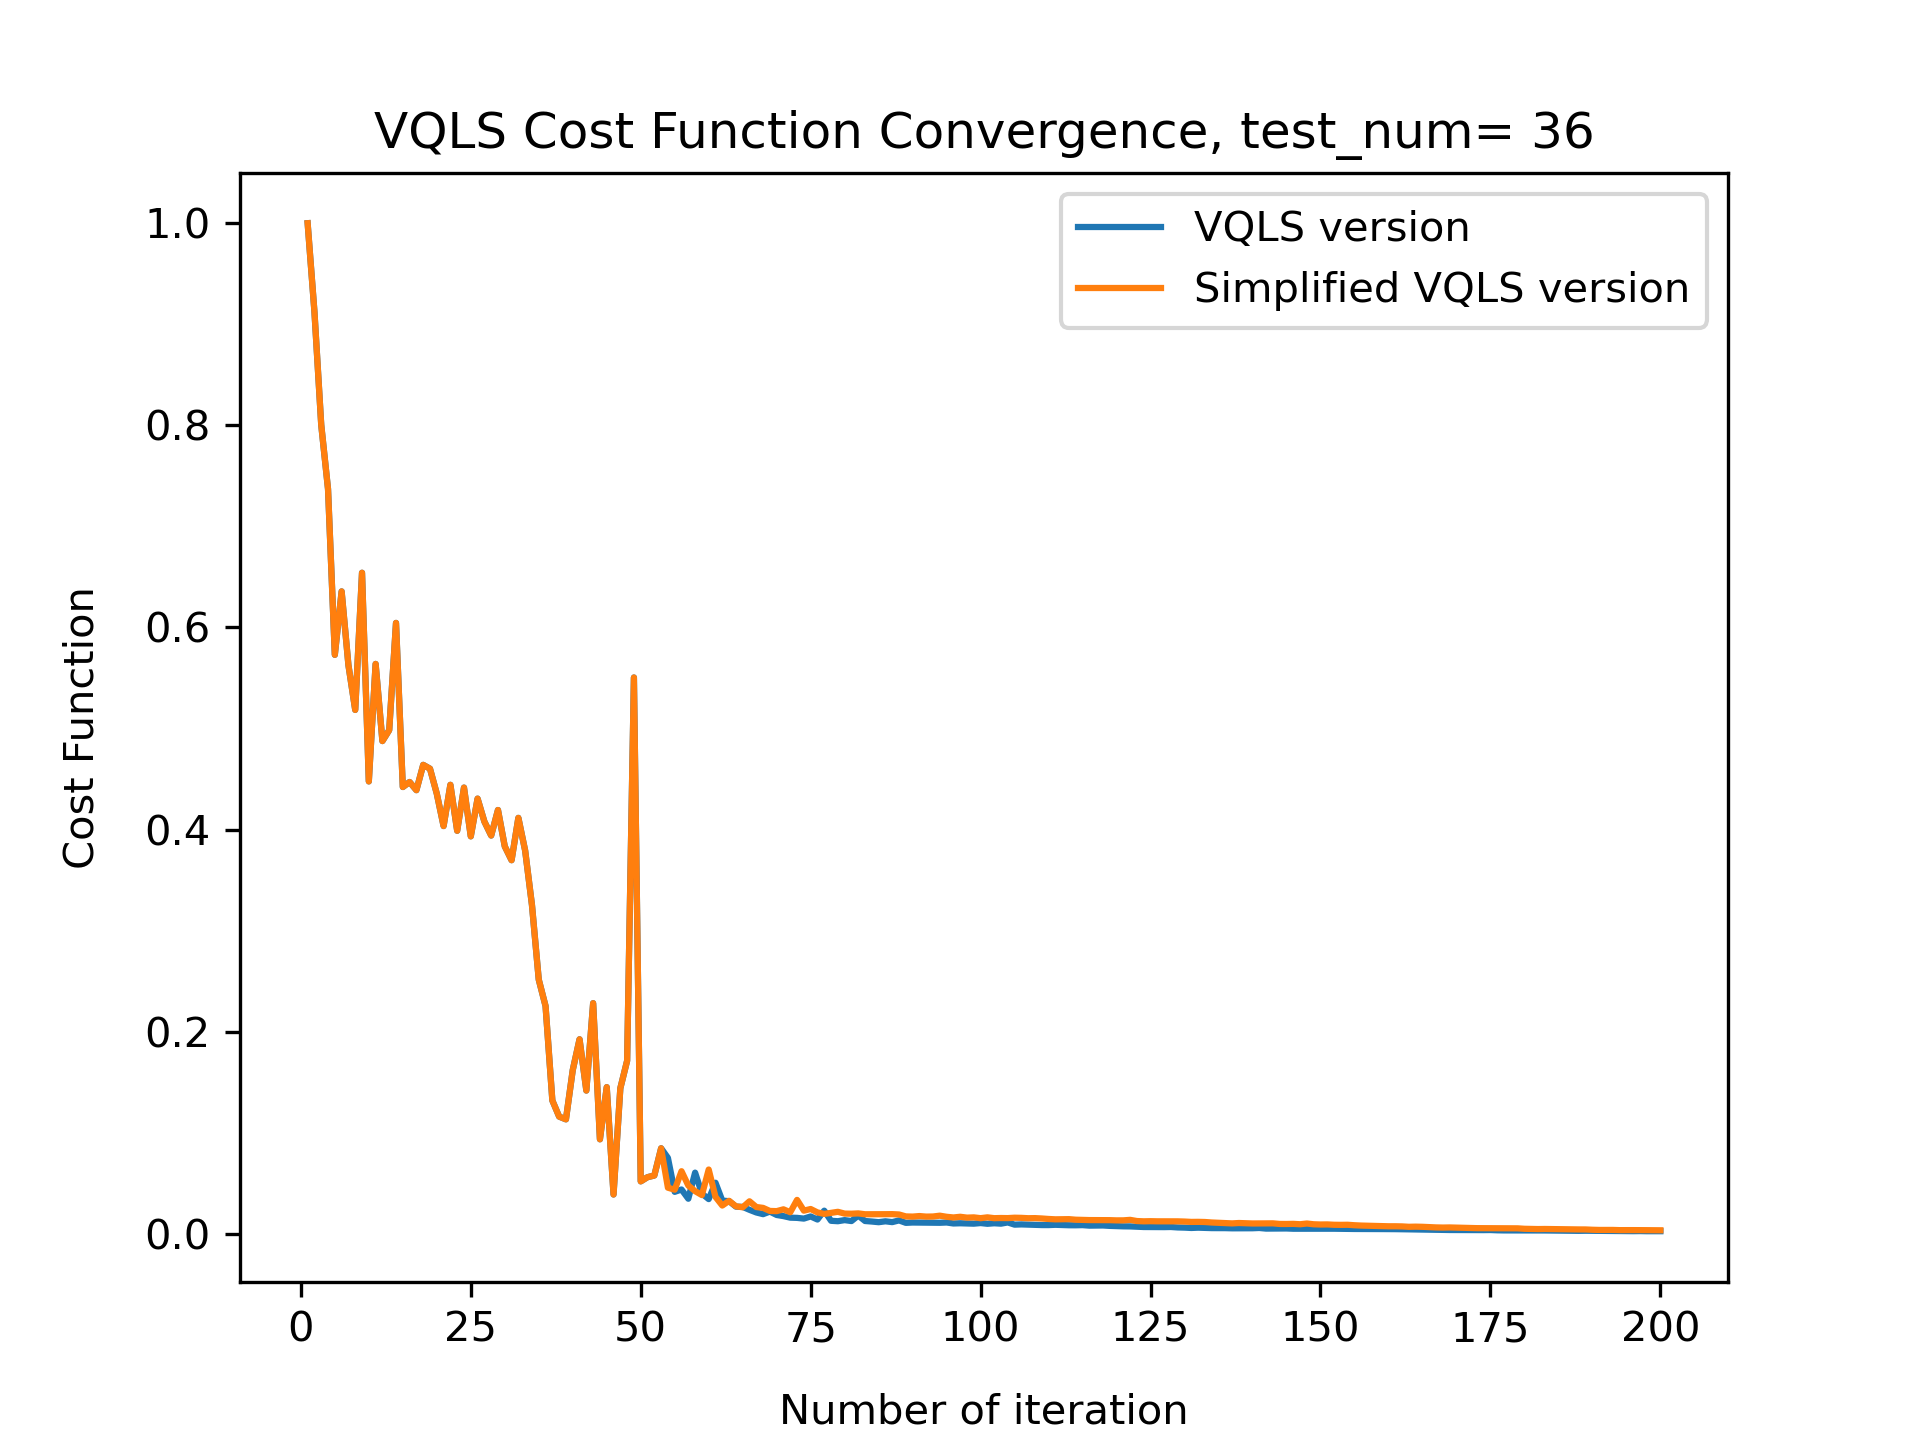 VQLS Cost Function Convergence, test_num= 36
VQLS version
Simplified VQLS version
1.0
0.8
0.6
0.4
0.2
0.0
Cost Function
0 25 50 75 100 125 150 175 200
Number of iteration